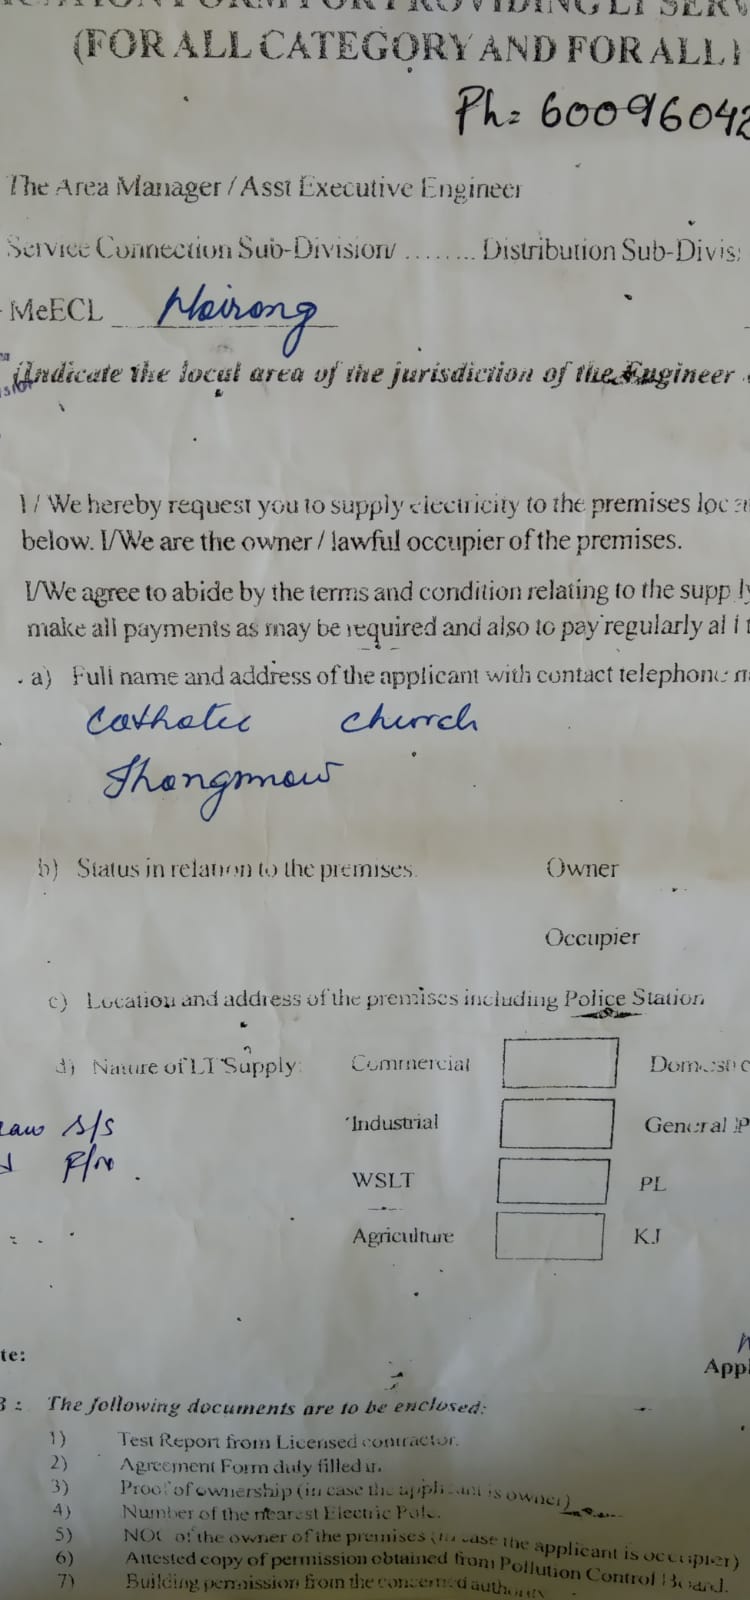 (FOR ALL CATEGORY AND FOR ALL
Ph= 60096042
The Area Manager / Asst Executive Engineer
Service Connection Sub-Division/ ........ Distribution Sub-Divis
MeECL Nairong
(Indicate the local area of the jurisdiction of the Engineer
I / We hereby request you to supply electricity to the premises loca
below. I/We are the owner / lawful occupier of the premises.
I/We agree to abide by the terms and condition relating to the supply
make all payments as may be required and also to pay regularly all t
a) Full name and address of the applicant with contact telephone n
Catholic church
b) Status in relation to the premises. Owner
Occupier
c) Location and address of the premises including Police Station
d) Nature of LT Supply: Commercial Domestic
S/S Industrial General P
WSLT PL
Agriculture KJ
te:
App
B : The following documents are to be enclosed:
1) Test Report from Licensed contractor.
2) Agreement Form duly filled in.
3) Proof of ownership (in case the applicant is owner)
4) Number of the nearest Electric Pole.
5) NOC of the owner of the premises (in case the applicant is occupier)
6) Attested copy of permission obtained from Pollution Control Board.
7) Building permission from the concerned authority